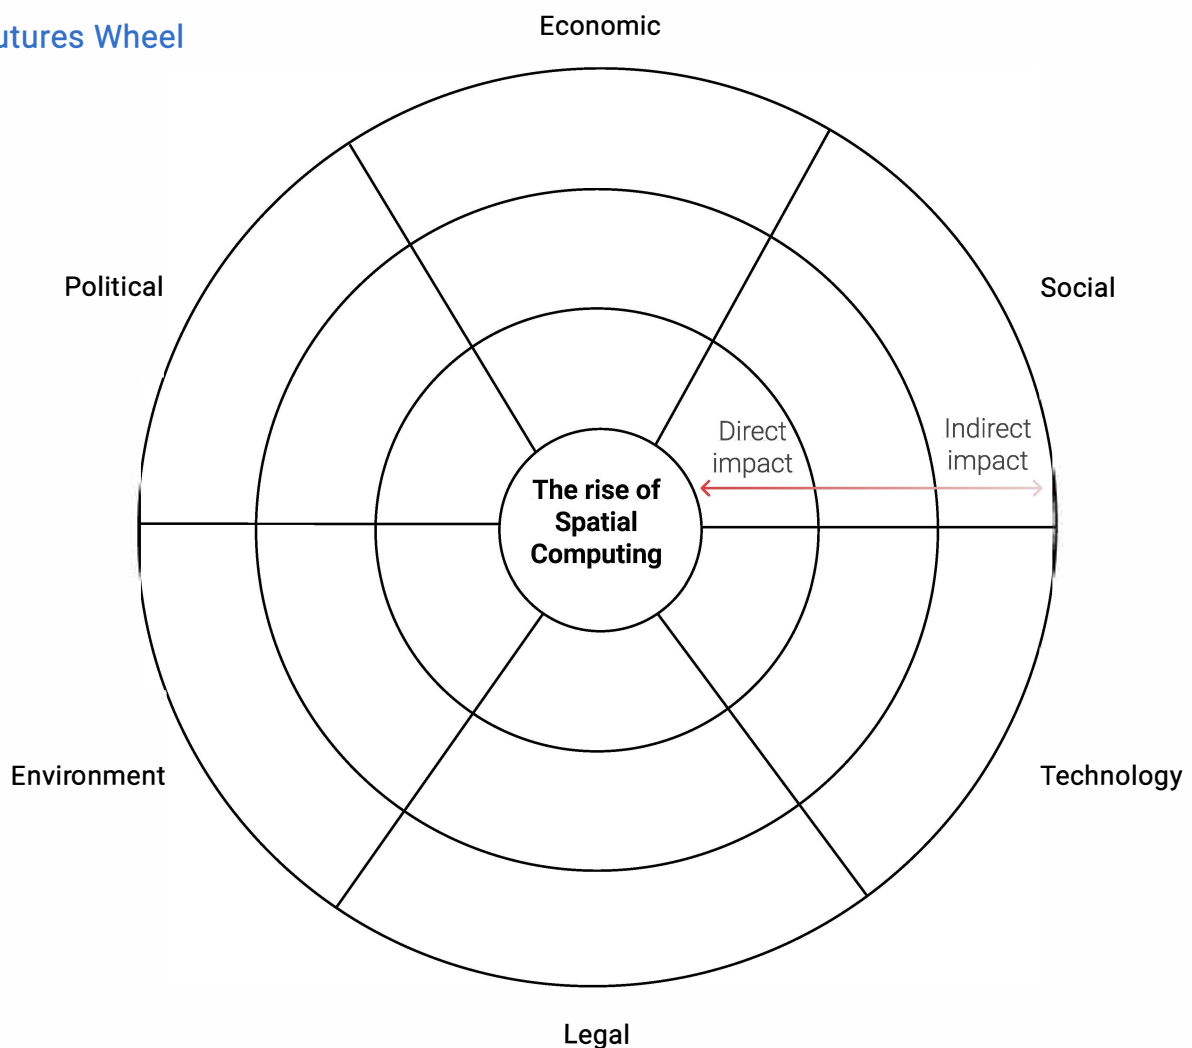 utures Wheel
Economic
Political
Social
Direct
impact
Indirect
impact
The rise of
Spatial
Computing
Environment
Technology
Legal